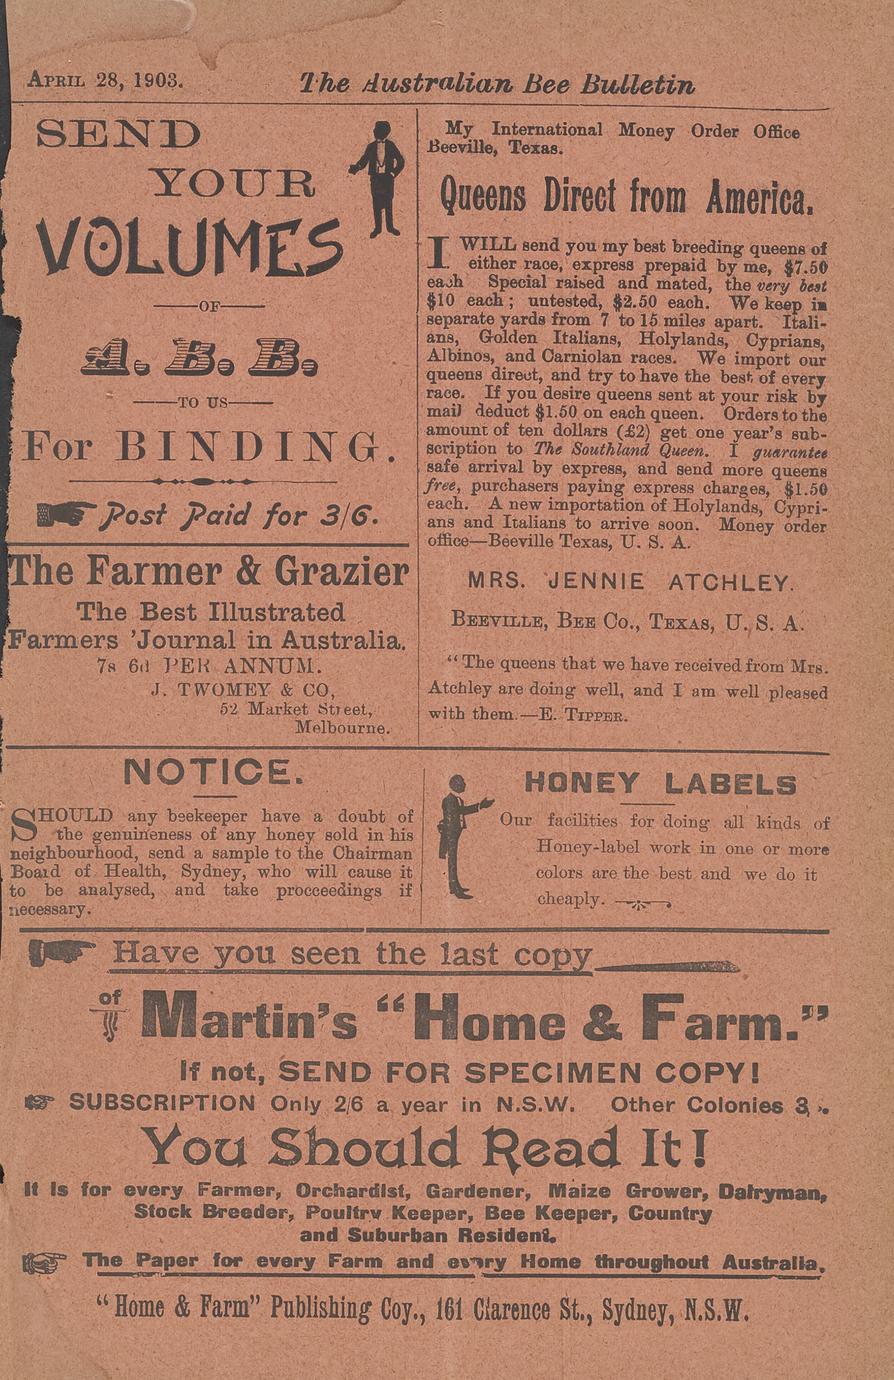 APRIL 28, 1903.
The Australian Bee Bulletin
SEND
YOUR
VOLUMES
—OF—
A. B. B.
—TO US—
For BINDING.
Post Paid for 3/6.
The Farmer & Grazier
The Best Illustrated
Farmers 'Journal in Australia.
7s 6d PER ANNUM.
J. TWOMEY & CO,
52 Market Street,
Melbourne.
My International Money Order Office
Beeville, Texas.
Queens Direct from America.
I WILL send you my best breeding queens of
either race, express prepaid by me, $7.50
each Special raised and mated, the very best
$10 each; untested, $2.50 each. We keep in
separate yards from 7 to 15 miles apart. Itali-
ans, Golden Italians, Holylands, Cyprians,
Albinos, and Carniolan races. We import our
queens direct, and try to have the best of every
race. If you desire queens sent at your risk by
mail deduct $1.50 on each queen. Orders to the
amount of ten dollars (£2) get one year's sub-
scription to The Southland Queen. I guarantee
safe arrival by express, and send more queens
free, purchasers paying express charges, $1.50
each. A new importation of Holylands, Cypri-
ans and Italians to arrive soon. Money order
office—Beeville Texas, U. S. A.
MRS. JENNIE ATCHLEY.
BEEVILLE, BEE CO., TEXAS, U. S. A.
"The queens that we have received from Mrs.
Atchley are doing well, and I am well pleased
with them.—E. TIPPER.
NOTICE.
SHOULD any beekeeper have a doubt of
the genuineness of any honey sold in his
neighbourhood, send a sample to the Chairman
Board of Health, Sydney, who will cause it
to be analysed, and take procceedings if
necessary.
HONEY LABELS
Our facilities for doing all kinds of
Honey-label work in one or more
colors are the best and we do it
cheaply.
Have you seen the last copy
of Martin's "Home & Farm."
If not, SEND FOR SPECIMEN COPY!
SUBSCRIPTION Only 2/6 a year in N.S.W. Other Colonies
You Should Read It!
It is for every Farmer, Orchardist, Gardener, Maize Grower, Dairyman,
Stock Breeder, Poultry Keeper, Bee Keeper, Country
and Suburban Resident.
The Paper for every Farm and every Home throughout Australia.
"Home & Farm" Publishing Coy., 161 Clarence St., Sydney, N.S.W.